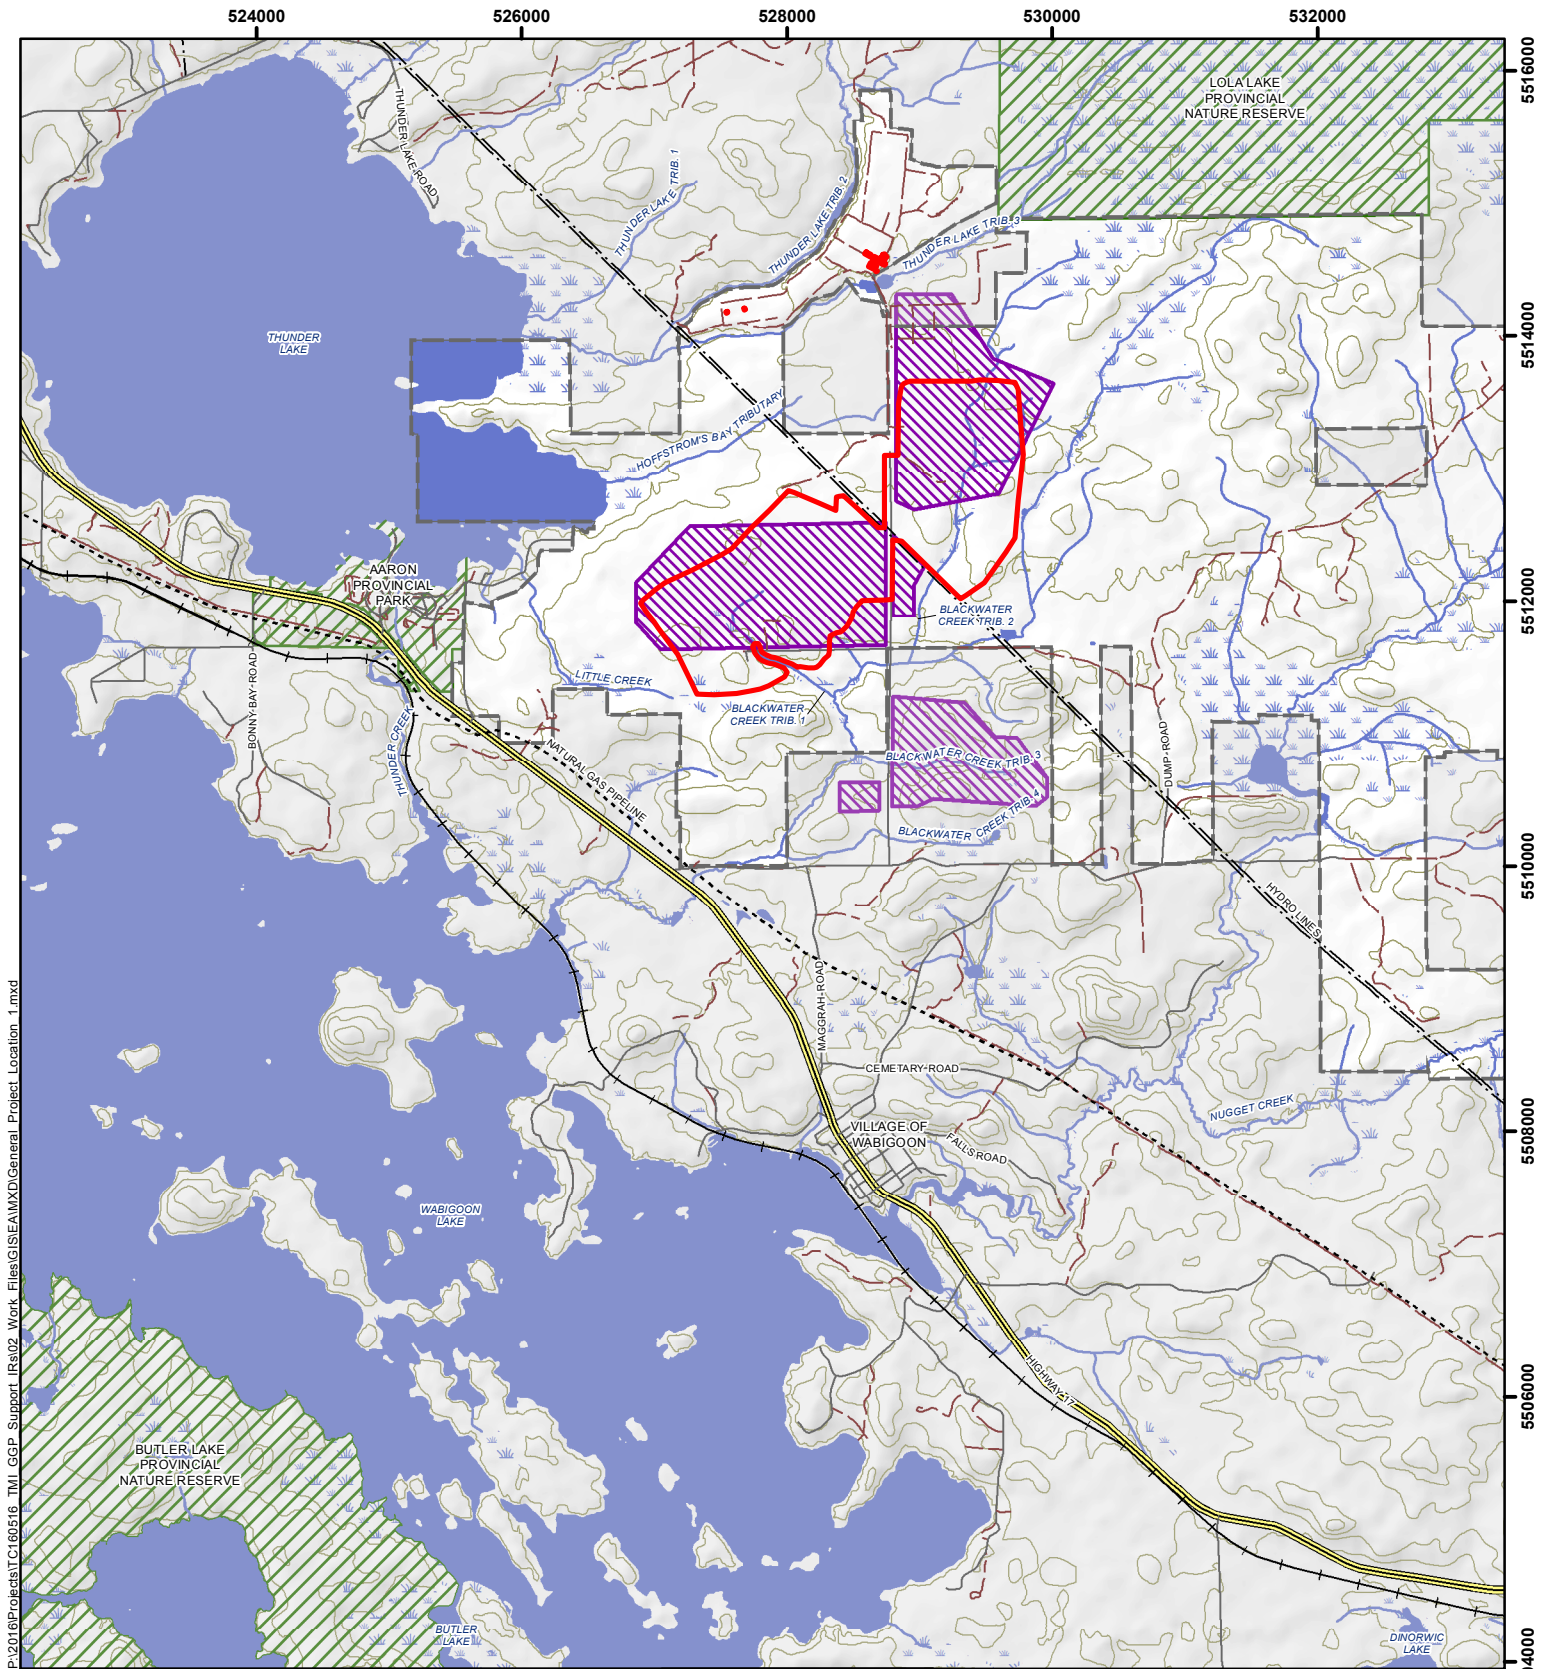 524000
526000
528000
530000
532000
5516000
5514000
5512000
5510000
5508000
5506000
04000
LOLA LAKE
PROVINCIAL
NATURE RESERVE
THUNDER LAKE ROAD
THUNDER LAKE TRIB. 1
THUNDER LAKE TRIB. 2
THUNDER LAKE TRIB. 3
THUNDER
LAKE
HOFFSTROM'S BAY TRIBUTARY
AARON
PROVINCIAL
PARK
BLACKWATER
CREEK TRIB. 2
LITTLE CREEK
BLACKWATER
CREEK TRIB. 1
BONNY BAY ROAD
THUNDER CREEK
NATURAL GAS PIPELINE
BLACKWATER CREEK TRIB. 3
BLACKWATER CREEK TRIB. 4
DUMP ROAD
HYDRO LINES
MAGGRAH ROAD
CEMETARY ROAD
NUGGET CREEK
VILLAGE OF
WABIGOON
FALLS ROAD
WABIGOON
LAKE
HIGHWAY 17
BUTLER LAKE
PROVINCIAL
NATURE RESERVE
BUTLER
LAKE
DINORWIC
LAKE
P:\2016\Projects\TC160516_TMI_GGP_Support_IRs\02_Work_Files\GIS\EA\MXD\General_Project_Location_1.mxd